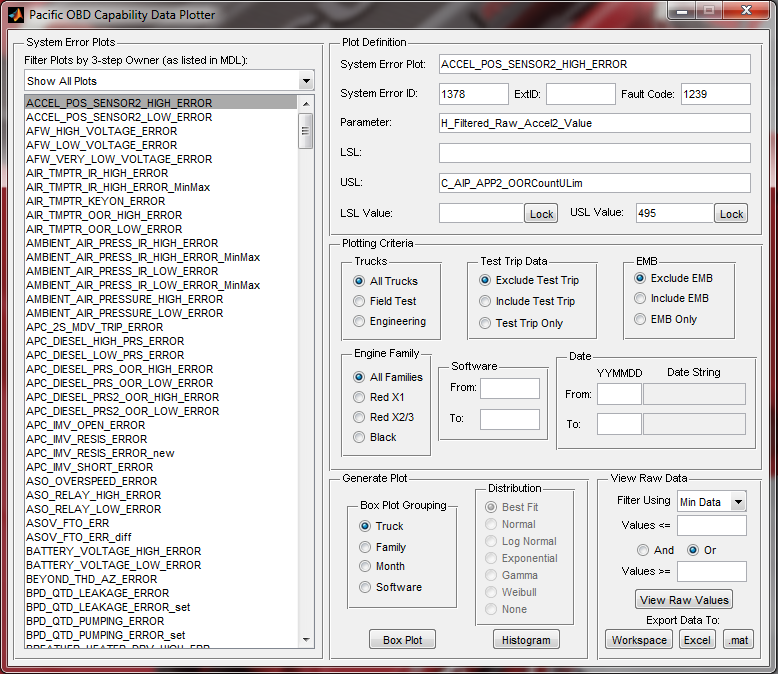 Pacific OBD Capability Data Plotter
System Error Plots
Filter Plots by 3-step Owner (as listed in MDL):
Show All Plots
ACCEL_POS_SENSOR2_HIGH_ERROR
ACCEL_POS_SENSOR2_LOW_ERROR
AFW_HIGH_VOLTAGE_ERROR
AFW_LOW_VOLTAGE_ERROR
AFW_VERY_LOW_VOLTAGE_ERROR
AIR_TMPTR_IR_HIGH_ERROR
AIR_TMPTR_IR_HIGH_ERROR_MinMax
AIR_TMPTR_KEYON_ERROR
AIR_TMPTR_OOR_HIGH_ERROR
AIR_TMPTR_OOR_LOW_ERROR
AMBIENT_AIR_PRESS_IR_HIGH_ERROR
AMBIENT_AIR_PRESS_IR_HIGH_ERROR_MinMax
AMBIENT_AIR_PRESS_IR_LOW_ERROR
AMBIENT_AIR_PRESS_IR_LOW_ERROR_MinMax
AMBIENT_AIR_PRESSURE_HIGH_ERROR
AMBIENT_AIR_PRESSURE_LOW_ERROR
APC_2S_MDV_TRIP_ERROR
APC_DIESEL_HIGH_PRS_ERROR
APC_DIESEL_LOW_PRS_ERROR
APC_DIESEL_PRS_OOR_HIGH_ERROR
APC_DIESEL_PRS_OOR_LOW_ERROR
APC_DIESEL_PRS2_OOR_HIGH_ERROR
APC_DIESEL_PRS2_OOR_LOW_ERROR
APC_IMV_OPEN_ERROR
APC_IMV_RESIS_ERROR
APC_IMV_RESIS_ERROR_new
APC_IMV_SHORT_ERROR
ASO_OVERSPEED_ERROR
ASO_RELAY_HIGH_ERROR
ASO_RELAY_LOW_ERROR
ASOV_FTO_ERR
ASOV_FTO_ERR_diff
BATTERY_VOLTAGE_HIGH_ERROR
BATTERY_VOLTAGE_LOW_ERROR
BEYOND_THD_AZ_ERROR
BPD_QTD_LEAKAGE_ERROR
BPD_QTD_LEAKAGE_ERROR_set
BPD_QTD_PUMPING_ERROR
BPD_QTD_PUMPING_ERROR_set
BREATHER_HEATER_DRV_HIGH_ERR
Plot Definition
System Error Plot: ACCEL_POS_SENSOR2_HIGH_ERROR
System Error ID: 1378 ExtID: Fault Code: 1239
Parameter: H_Filtered_Raw_Accel2_Value
LSL:
USL: C_AIP_APP2_OORCountULim
LSL Value: Lock USL Value: 495 Lock
Plotting Criteria
Trucks
All Trucks
Field Test
Engineering
Test Trip Data
Exclude Test Trip
Include Test Trip
Test Trip Only
EMB
Exclude EMB
Include EMB
EMB Only
Engine Family
All Families
Red X1
Red X2/3
Black
Software
From:
To:
Date
YYMMDD Date String
From:
To:
Generate Plot
Box Plot Grouping
Truck
Family
Month
Software
Box Plot
Distribution
Best Fit
Normal
Log Normal
Exponential
Gamma
Weibull
None
Histogram
View Raw Data
Filter Using Min Data
Values <=
And Or
Values >=
View Raw Values
Export Data To:
Workspace Excel .mat